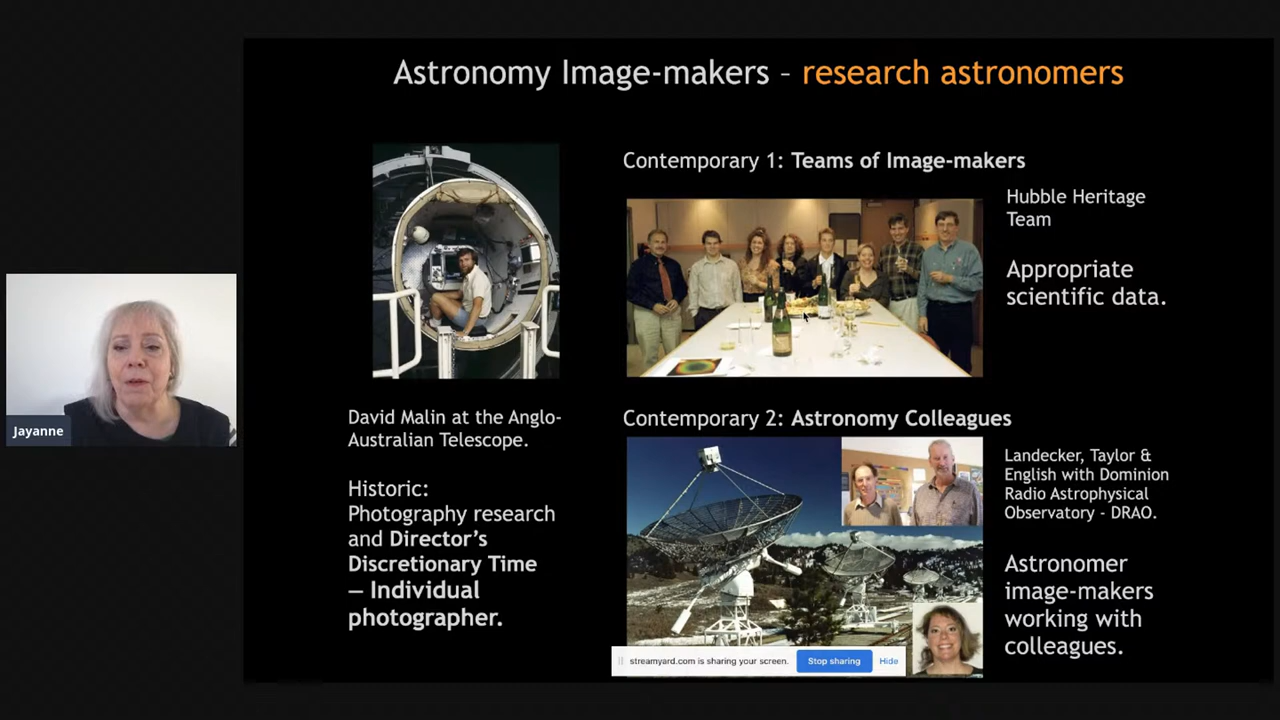 Astronomy Image-makers – research astronomers
Contemporary 1: Teams of Image-makers
Hubble Heritage
Team
Appropriate
scientific data.
Jayanne
David Malin at the Anglo-
Australian Telescope.
Historic:
Photography research
and Director’s
Discretionary Time
– Individual
photographer.
Contemporary 2: Astronomy Colleagues
Landecker, Taylor &
English with Dominion
Radio Astrophysical
Observatory - DRAO.
Astronomer
image-makers
working with
colleagues.
streamyard.com is sharing your screen.
Stop sharing
Hide